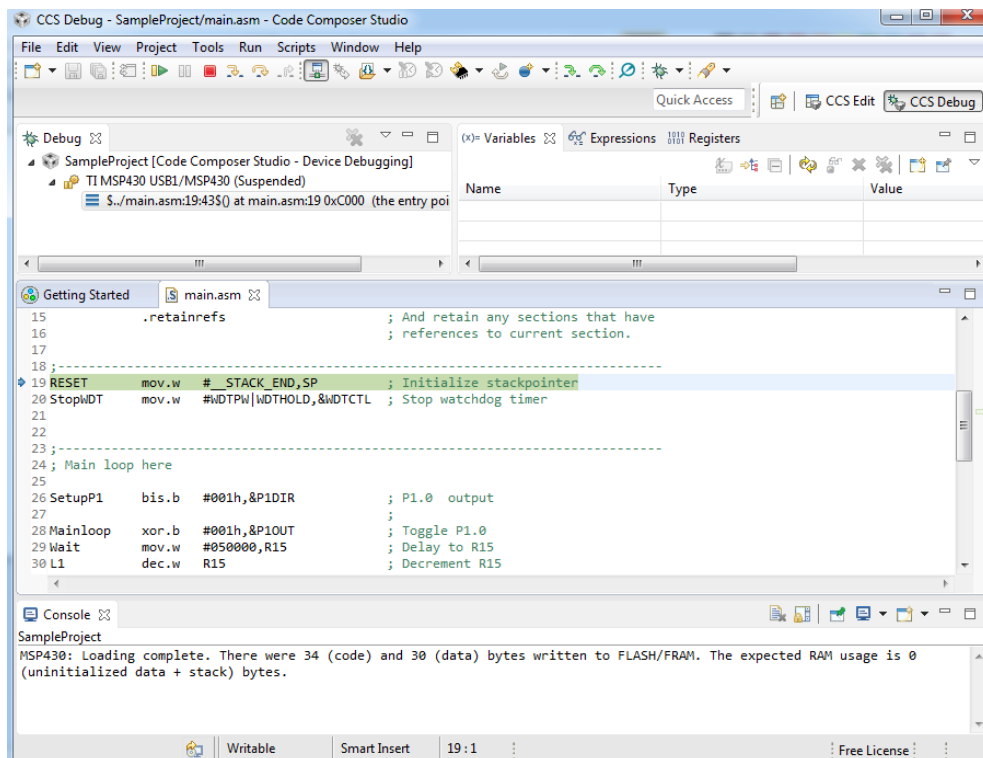 CCS Debug - SampleProject/main.asm - Code Composer Studio
File Edit View Project Tools Run Scripts Window Help
Quick Access CCS Edit CCS Debug
Debug
SampleProject [Code Composer Studio - Device Debugging]
TI MSP430 USB1/MSP430 (Suspended)
$../main.asm:19:43$() at main.asm:19 0xC000 (the entry poi
(x)= Variables Expressions 1010 0101 Registers
Name Type Value
Getting Started main.asm
15 .retainrefs ; And retain any sections that have
16 ; references to current section.
17
18 ;-------------------------------------------------------------------------------
19 RESET mov.w #__STACK_END,SP ; Initialize stackpointer
20 StopWDT mov.w #WDTPW|WDTHOLD,&WDTCTL ; Stop watchdog timer
21
22
23 ;-------------------------------------------------------------------------------
24 ; Main loop here
25
26 SetupP1 bis.b #001h,&P1DIR ; P1.0 output
27 ;
28 Mainloop xor.b #001h,&P1OUT ; Toggle P1.0
29 Wait mov.w #050000,R15 ; Delay to R15
30 L1 dec.w R15 ; Decrement R15
Console
SampleProject
MSP430: Loading complete. There were 34 (code) and 30 (data) bytes written to FLASH/FRAM. The expected RAM usage is 0
(uninitialized data + stack) bytes.
Writable Smart Insert 19 : 1 Free License